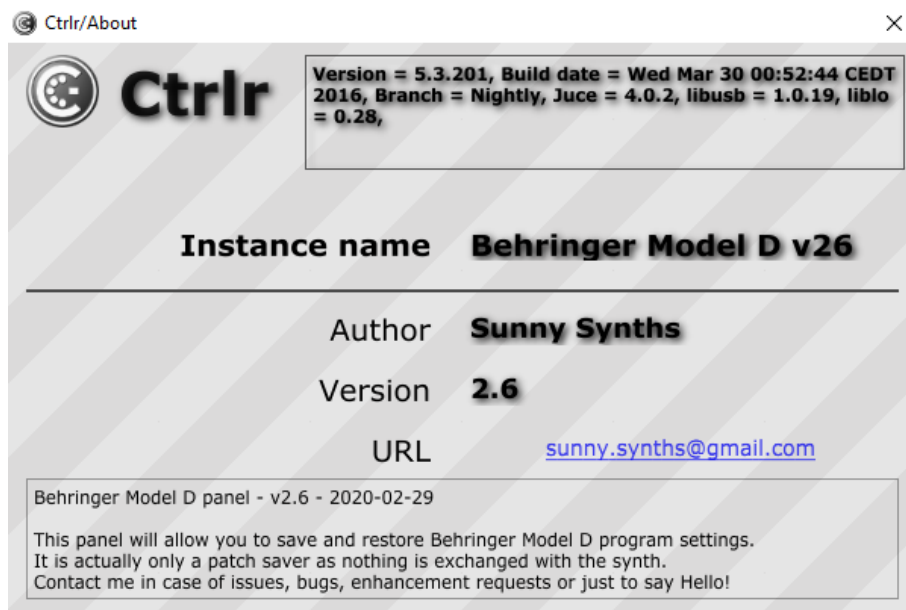 Ctrlr/About
Ctrlr
Version = 5.3.201, Build date = Wed Mar 30 00:52:44 CEDT
2016, Branch = Nightly, Juce = 4.0.2, libusb = 1.0.19, liblo
= 0.28,
Instance name Behringer Model D v26
Author Sunny Synths
Version 2.6
URL sunny.synths@gmail.com
Behringer Model D panel - v2.6 - 2020-02-29
This panel will allow you to save and restore Behringer Model D program settings.
It is actually only a patch saver as nothing is exchanged with the synth.
Contact me in case of issues, bugs, enhancement requests or just to say Hello!